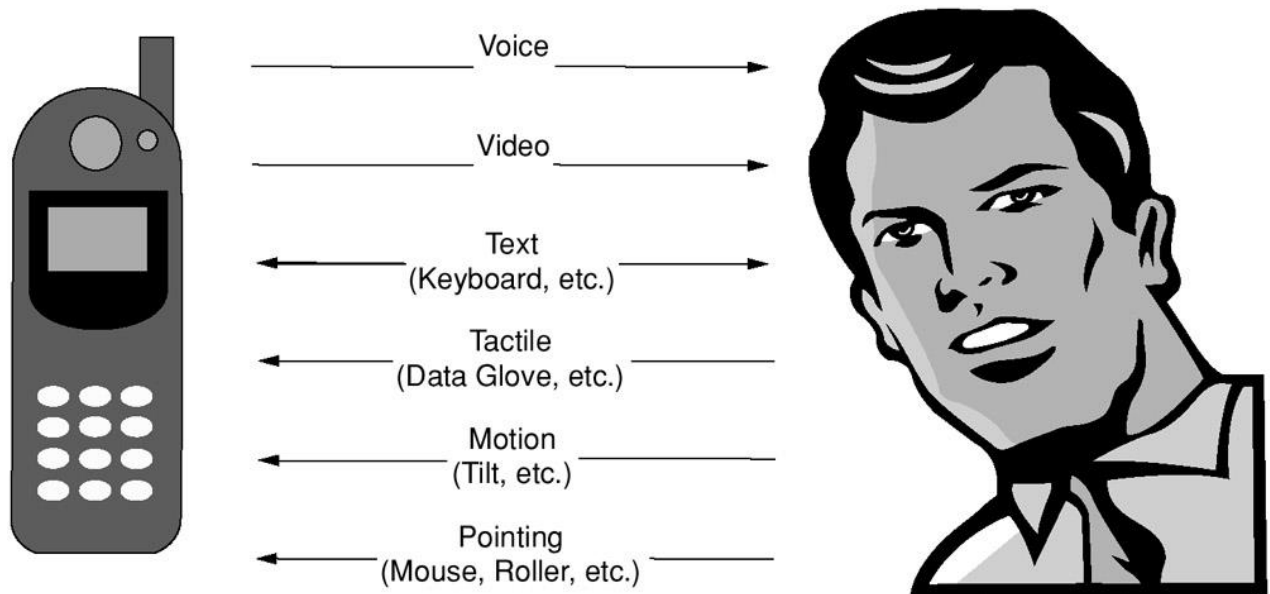 Voice
Video
Text
(Keyboard, etc.)
Tactile
(Data Glove, etc.)
Motion
(Tilt, etc.)
Pointing
(Mouse, Roller, etc.)